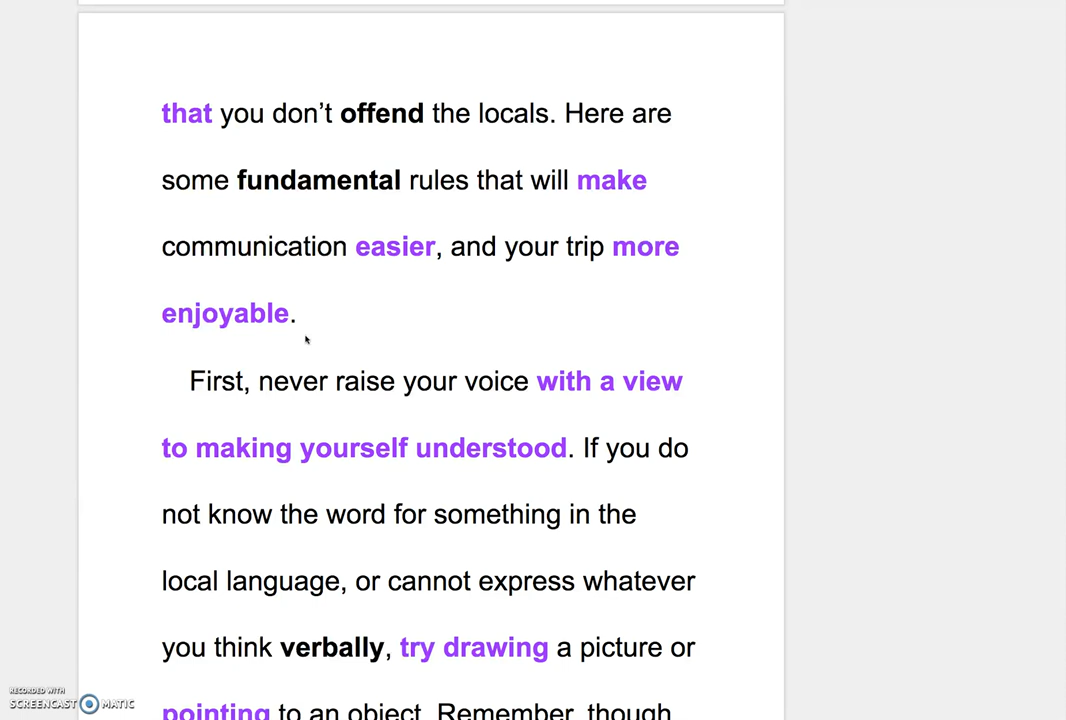 that you don’t offend the locals. Here are
some fundamental rules that will make
communication easier, and your trip more
enjoyable.
First, never raise your voice with a view
to making yourself understood. If you do
not know the word for something in the
local language, or cannot express whatever
you think verbally, try drawing a picture or
pointing to an object. Remember, though
RECORDED WITH
SCREENCAST MATIC